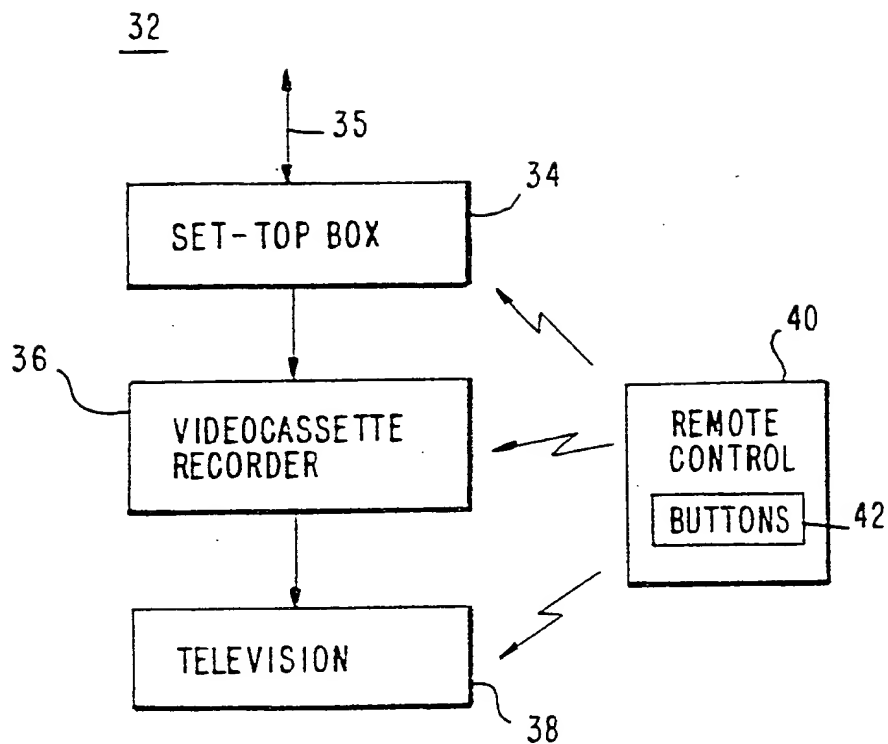 32
35
34
SET-TOP BOX
40
36
VIDEOCASSETTE
RECORDER
REMOTE
CONTROL
BUTTONS
42
TELEVISION
38